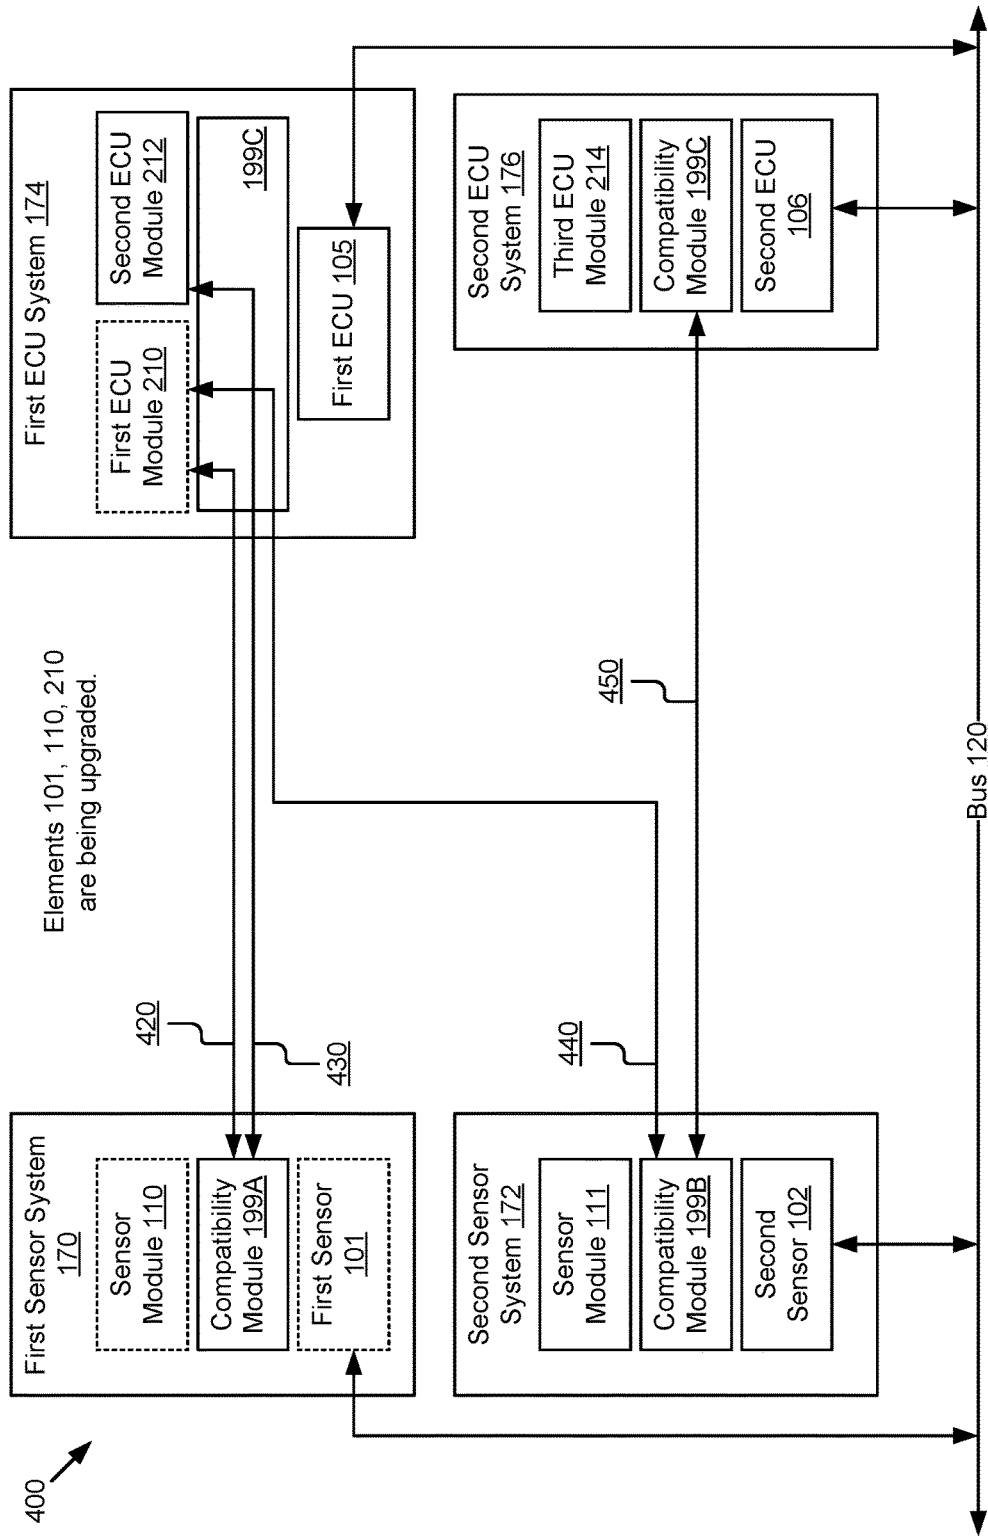 400
First Sensor System
170
Sensor
Module 110
Compatibility
Module 199A
First Sensor
101
420
430
Elements 101, 110, 210
are being upgraded.
First ECU System 174
First ECU
Module 210
Second ECU
Module 212
199C
First ECU 105
Second Sensor
System 172
Sensor
Module 111
Compatibility
Module 199B
Second
Sensor 102
440
450
Second ECU
System 176
Third ECU
Module 214
Compatibility
Module 199C
Second ECU
106
Bus 120